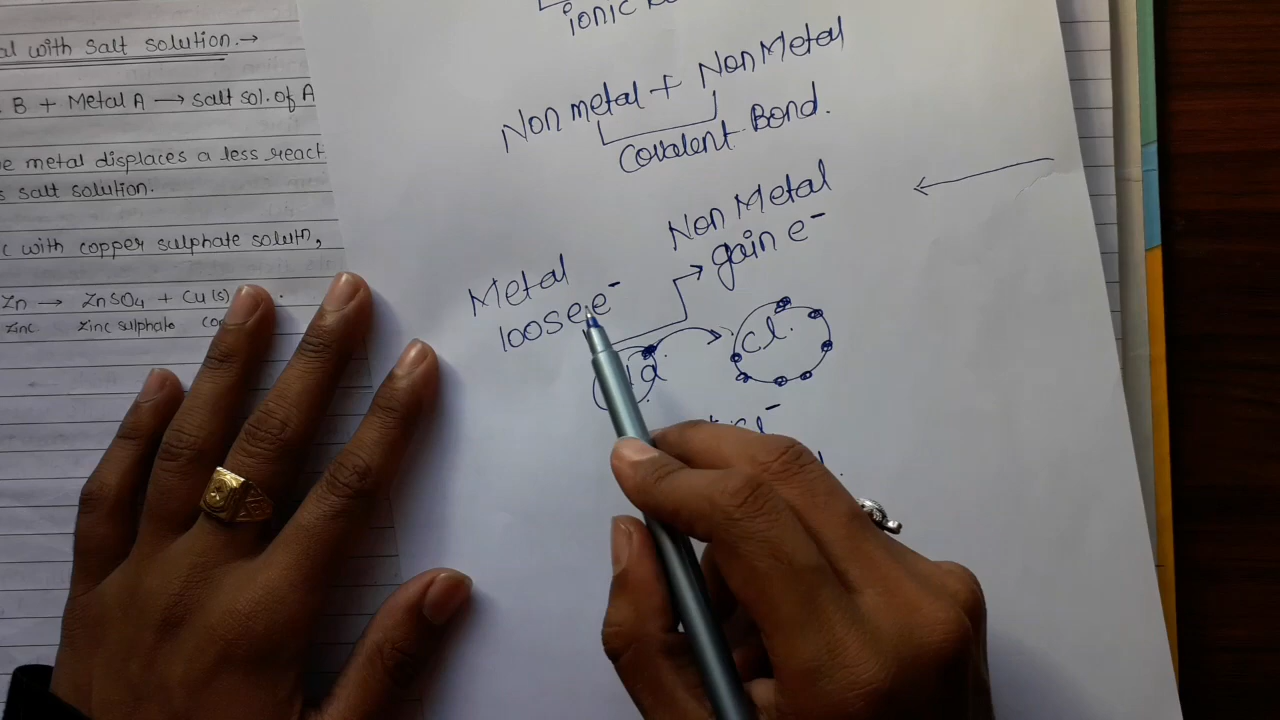 al with salt solution. →
B + Metal A → salt sol. of A
e metal displaces a less react
s salt solution.
c with copper sulphate solutn,
Zn → ZnSO4 + Cu(s)
zinc zinc sulphate
ionic
Non metal + Non Metal
Covalent Bond.
Non Metal
gain e⁻
Metal
loose e⁻
Cl